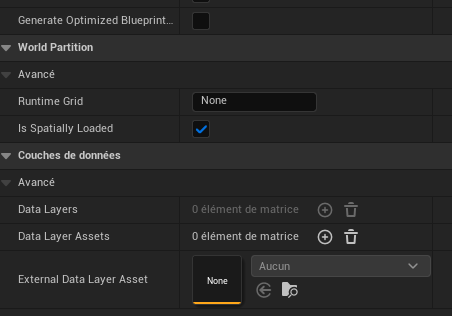 Generate Optimized Blueprint...
World Partition
Avancé
Runtime Grid
None
Is Spatially Loaded
Couches de données
Avancé
Data Layers
0 élément de matrice
Data Layer Assets
0 élément de matrice
External Data Layer Asset
None
Aucun